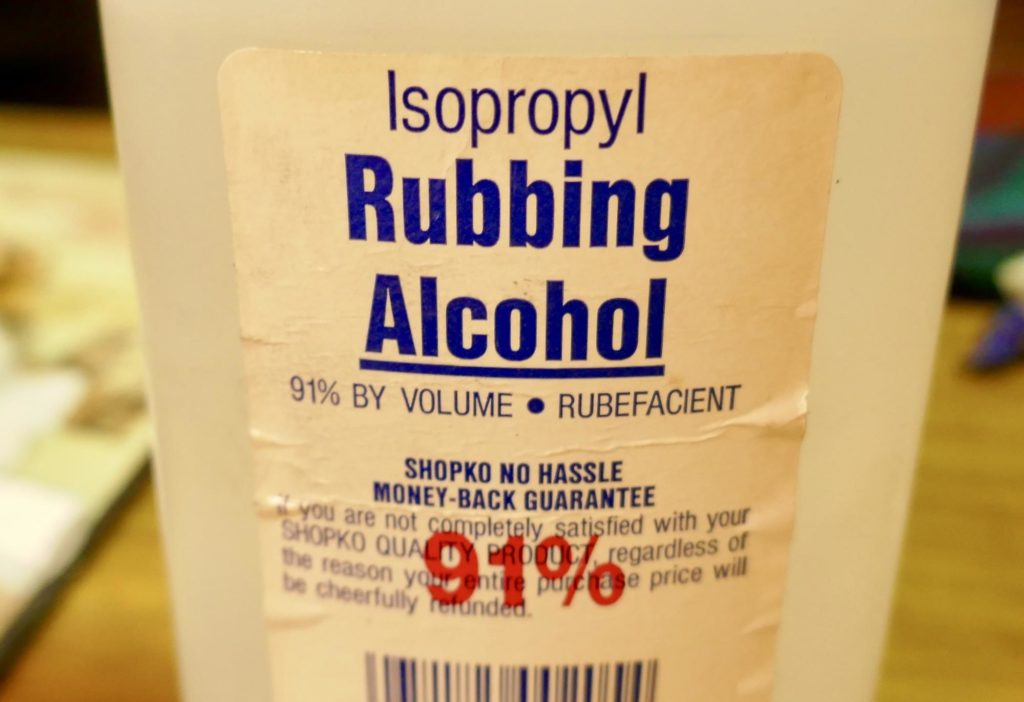 Isopropyl
Rubbing
Alcohol
91% BY VOLUME • RUBEFACIENT
SHOPKO NO HASSLE
MONEY-BACK GUARANTEE
If you are not completely satisfied with your
SHOPKO QUALITY PRODUCT, regardless of
the reason your entire purchase price will
be cheerfully refunded.
91%